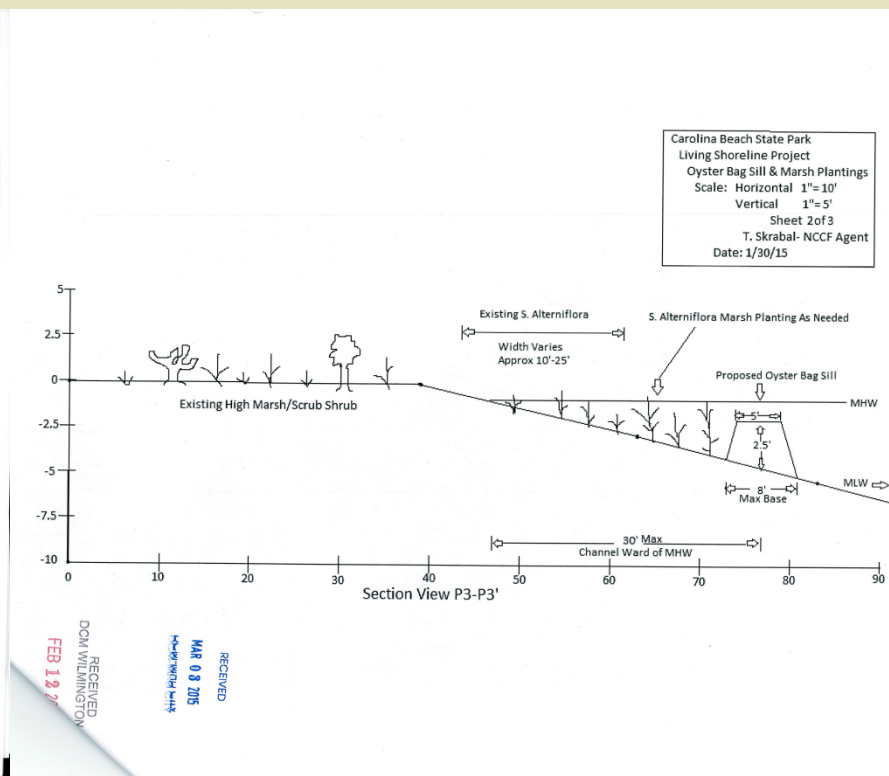 Carolina Beach State Park
Living Shoreline Project
Oyster Bag Sill & Marsh Plantings
Scale: Horizontal 1"= 10'
Vertical 1"= 5'
Sheet 2of3
T. Skrabal- NCCF Agent
Date: 1/30/15
5
2.5
0
-2.5
-5
-7.5
-10
Existing S. Alterniflora
Width Varies
Approx 10'-25'
S. Alterniflora Marsh Planting As Needed
Proposed Oyster Bag Sill
MHW
Existing High Marsh/Scrub Shrub
5'
2.5'
MLW
8'
Max Base
30' Max
Channel Ward of MHW
0 10 20 30 40 50 60 70 80 90
Section View P3-P3'
RECEIVED
DCM WILMINGTON
FEB 12
RECEIVED
MAR 08 2015